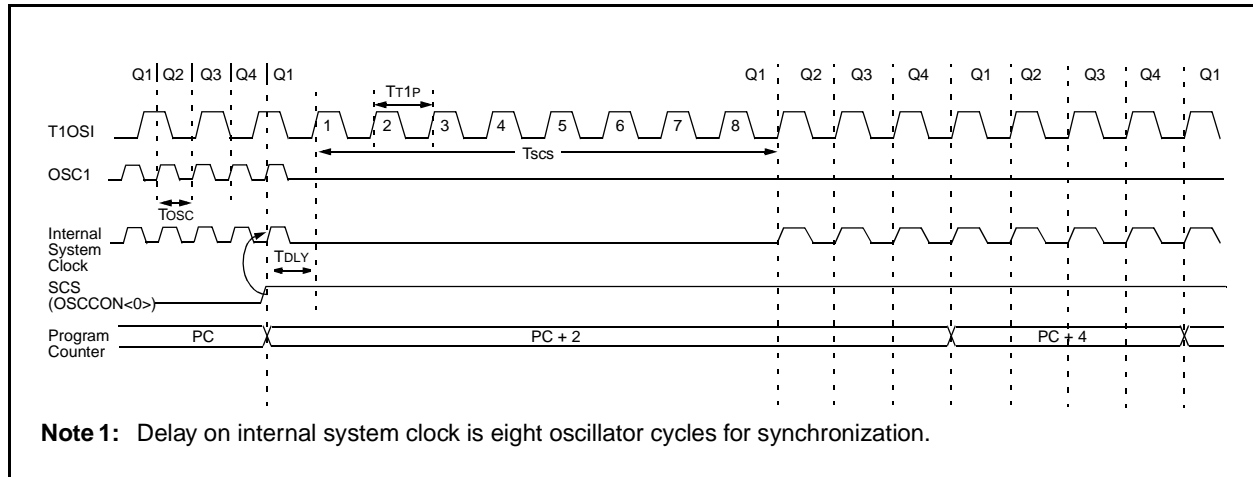 Q1 Q2 Q3 Q4 Q1 Q1 Q2 Q3 Q4 Q1 Q2 Q3 Q4 Q1
TT1P
T1OSI 1 2 3 4 5 6 7 8
TSCS
OSC1
TOSC
Internal
System
Clock
TDLY
SCS
(OSCCON<0>)
Program
Counter
PC PC + 2 PC + 4
Note 1: Delay on internal system clock is eight oscillator cycles for synchronization.